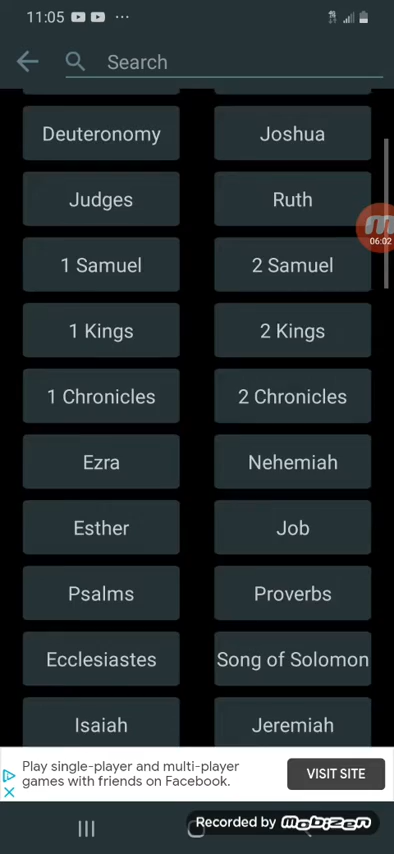 11:05
Search
Deuteronomy
Joshua
Judges
Ruth
06:02
1 Samuel
2 Samuel
1 Kings
2 Kings
1 Chronicles
2 Chronicles
Ezra
Nehemiah
Esther
Job
Psalms
Proverbs
Ecclesiastes
Song of Solomon
Isaiah
Jeremiah
Play single-player and multi-player
games with friends on Facebook.
VISIT SITE
Recorded by mobizen